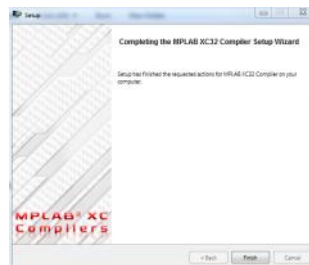 Setup
Completing the MPLAB XC32 Compiler Setup Wizard
Setup has finished the requested actions for MPLAB XC32 Compiler on your
computer.
MPLAB® XC
Compilers
< Back
Finish
Cancel